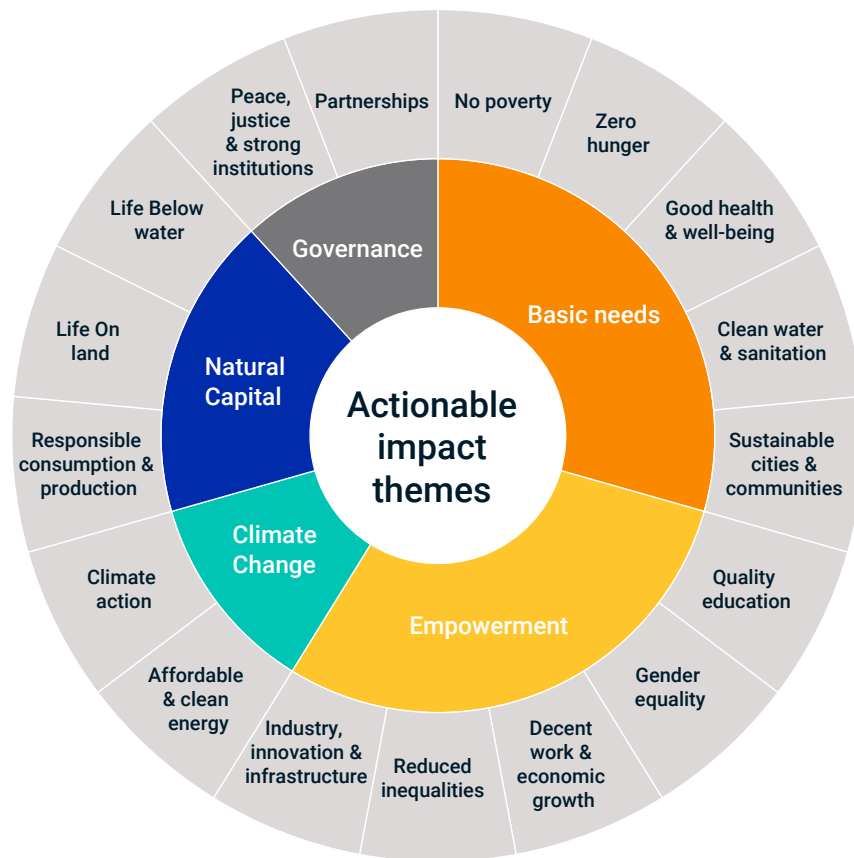 Actionable
impact
themes
Basic needs
Empowerment
Climate
Change
Natural
Capital
Governance
No poverty
Zero
hunger
Good health
& well-being
Clean water
& sanitation
Sustainable
cities &
communities
Quality
education
Gender
equality
Decent
work &
economic
growth
Reduced
inequalities
Industry,
innovation &
infrastructure
Affordable
& clean
energy
Climate
action
Responsible
consumption &
production
Life On
land
Life Below
water
Peace,
justice
& strong
institutions
Partnerships